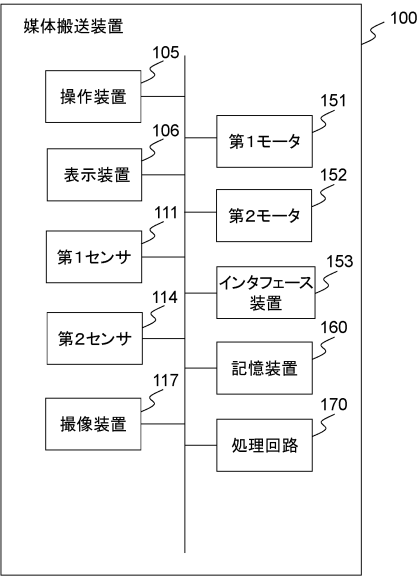 100
媒体搬送装置
105
操作装置
106
表示装置
111
第1センサ
114
第2センサ
117
撮像装置
151
第1モータ
152
第2モータ
153
インタフェース
装置
160
記憶装置
170
処理回路